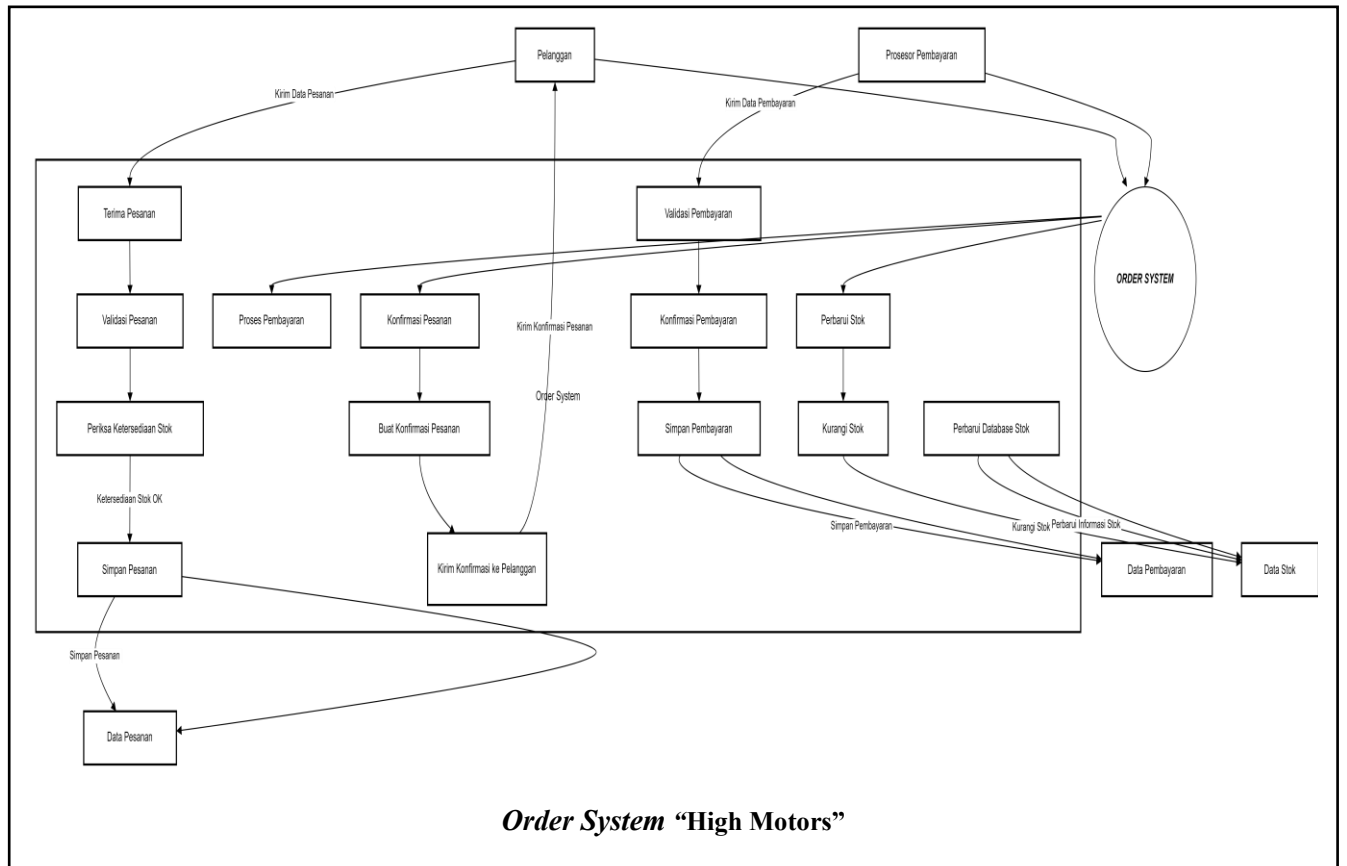 Pelanggan
Prosesor Pembayaran
Kirim Data Pesanan
Kirim Data Pembayaran
Terima Pesanan
Validasi Pembayaran
ORDER SYSTEM
Validasi Pesanan
Proses Pembayaran
Konfirmasi Pesanan
Kirim Konfirmasi Pesanan
Konfirmasi Pembayaran
Perbarui Stok
Order System
Periksa Ketersediaan Stok
Buat Konfirmasi Pesanan
Simpan Pembayaran
Kurangi Stok
Perbarui Database Stok
Ketersediaan Stok OK
Simpan Pembayaran
Kurangi Stok
Perbarui Informasi Stok
Simpan Pesanan
Kirim Konfirmasi ke Pelanggan
Data Pembayaran
Data Stok
Simpan Pesanan
Data Pesanan
Order System “High Motors”